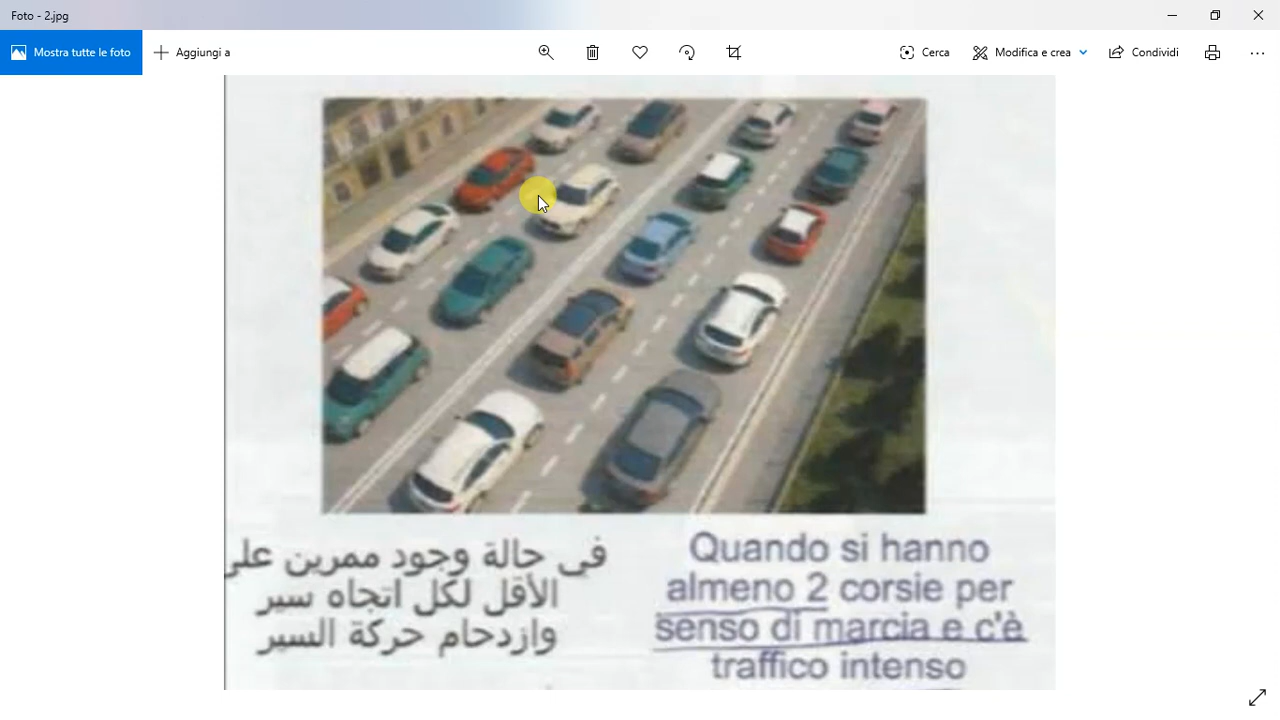 Foto - 2.jpg
Mostra tutte le foto
Aggiungi a
Cerca
Modifica e crea
Condividi
في حالة وجود ممرين على
الأقل لكل اتجاه سير
وازدحام حركة السير
Quando si hanno
almeno 2 corsie per
senso di marcia e c'è
traffico intenso